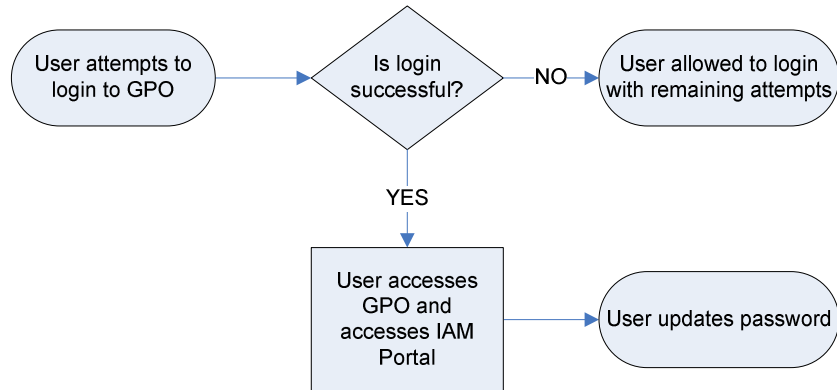 User attempts to
login to GPO
Is login
successful?
NO
User allowed to login
with remaining attempts
YES
User accesses
GPO and
accesses IAM
Portal
User updates password